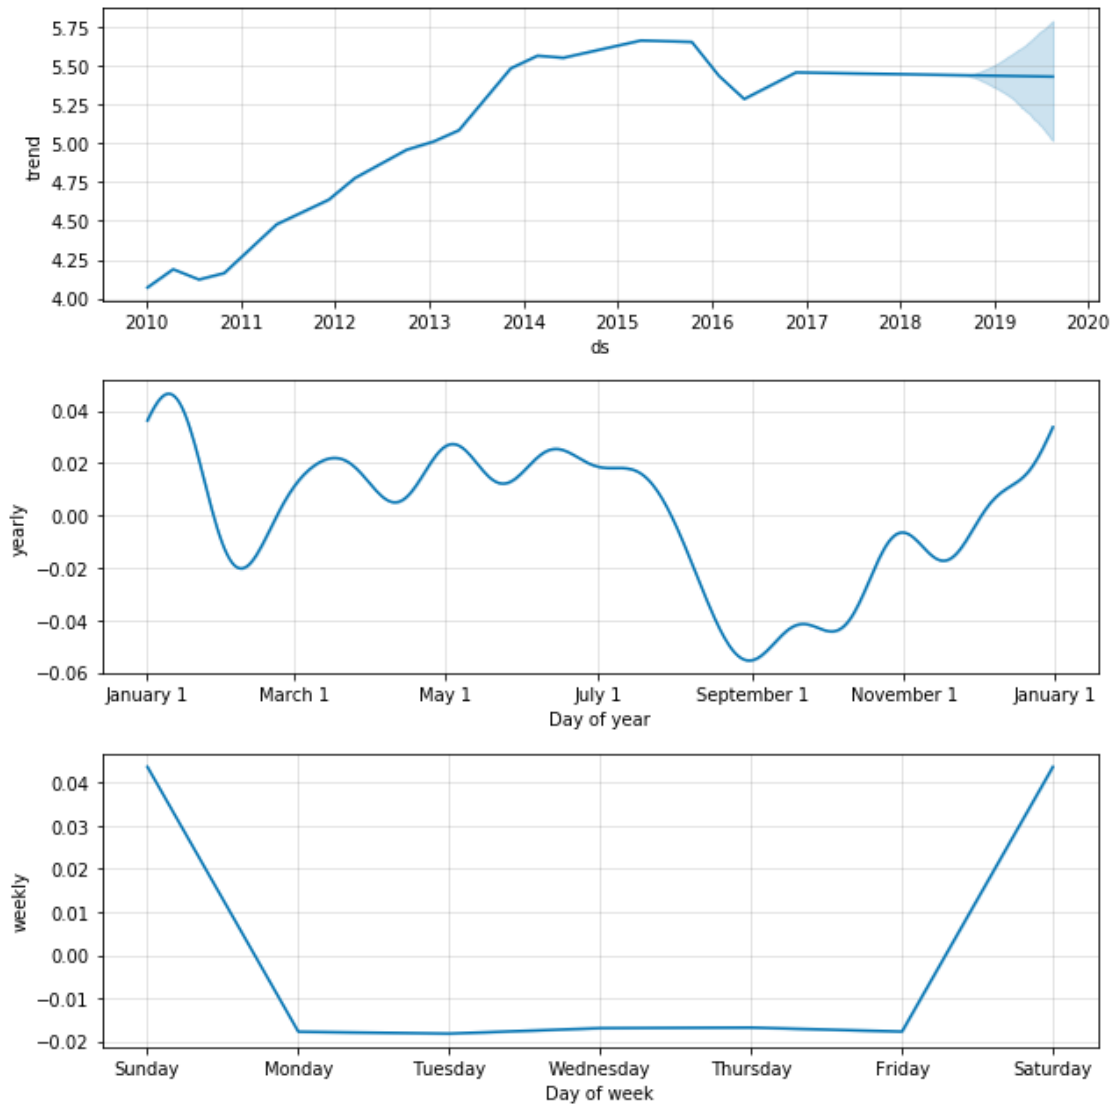 5.75
5.50
5.25
5.00
4.75
4.50
4.25
4.00
trend
2010 2011 2012 2013 2014 2015 2016 2017 2018 2019 2020
ds
0.04
0.02
0.00
−0.02
−0.04
−0.06
yearly
January 1 March 1 May 1 July 1 September 1 November 1 January 1
Day of year
0.04
0.03
0.02
0.01
0.00
−0.01
−0.02
weekly
Sunday Monday Tuesday Wednesday Thursday Friday Saturday
Day of week